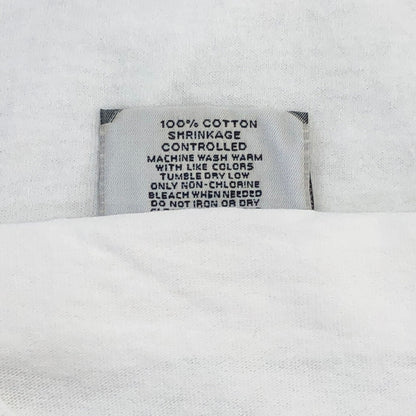 100% COTTON
SHRINKAGE
CONTROLLED
MACHINE WASH WARM
WITH LIKE COLORS
TUMBLE DRY LOW
ONLY NON-CHLORINE
BLEACH WHEN NEEDED
DO NOT IRON OR DRY